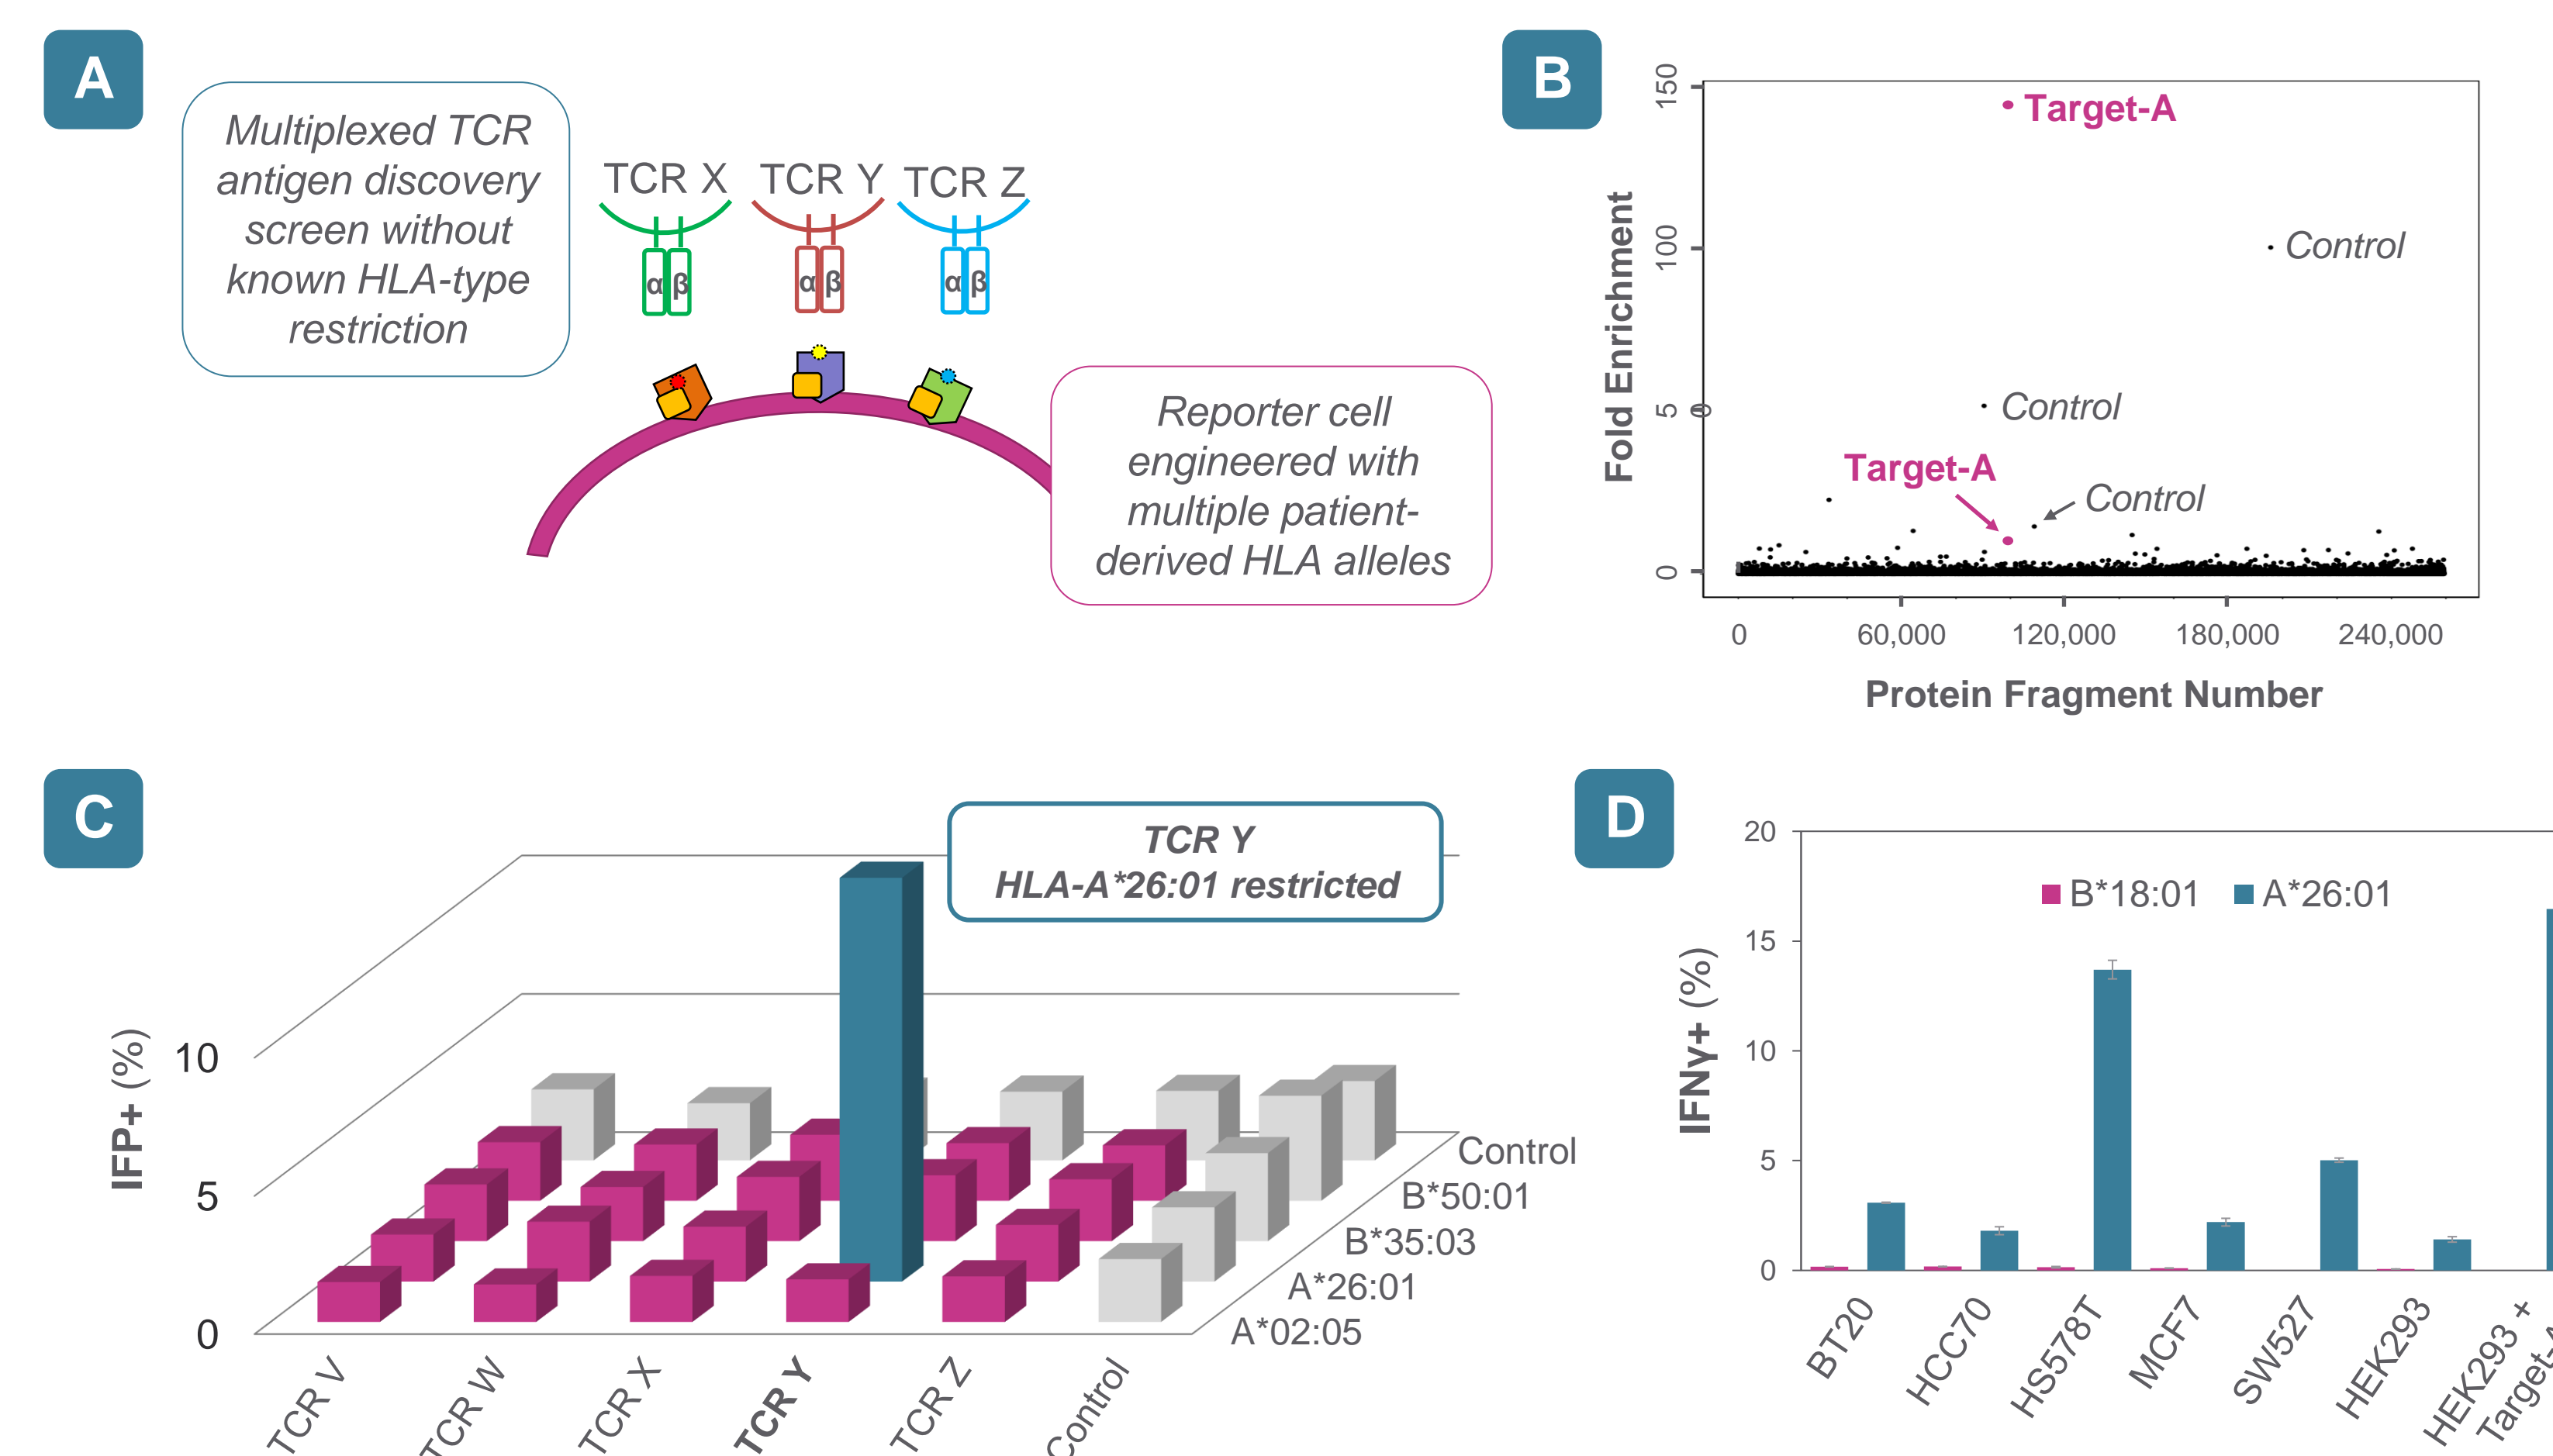 A
Multiplexed TCR
antigen discovery
screen without
known HLA-type
restriction
TCR X
TCR Y
TCR Z
α β
α β
α β
Reporter cell
engineered with
multiple patient-
derived HLA alleles
B
Fold Enrichment
150
100
5 0
0
Target-A
Control
Control
Target-A
Control
0 60,000 120,000 180,000 240,000
Protein Fragment Number
C
TCR Y
HLA-A*26:01 restricted
IFP+ (%)
10
5
0
Control
B*50:01
B*35:03
A*26:01
A*02:05
TCR V
TCR W
TCR X
TCR Y
TCR Z
Control
D
IFNγ+ (%)
20
15
10
5
0
B*18:01 A*26:01
BT20
HCC70
HS578T
MCF7
SW527
HEK293
HEK293 +
Target-A